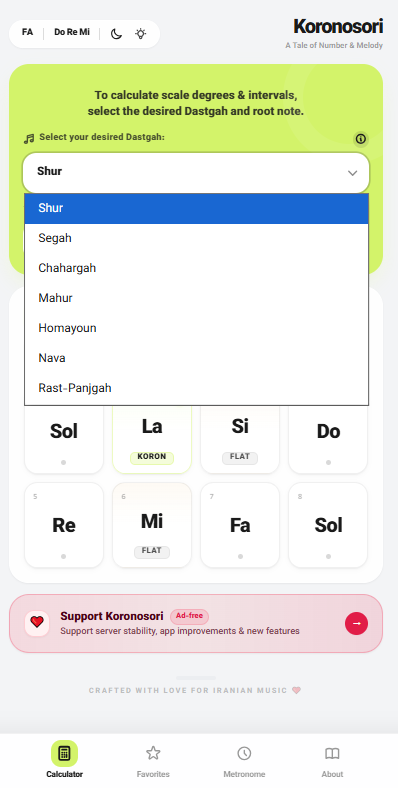 FA
Do Re Mi
Koronosori
A Tale of Number & Melody
To calculate scale degrees & intervals,
select the desired Dastgah and root note.
Select your desired Dastgah:
Shur
Shur
Segah
Chahargah
Mahur
Homayoun
Nava
Rast-Panjgah
Sol
La
KORON
Si
FLAT
Do
5
Re
6
Mi
FLAT
7
Fa
8
Sol
Support Koronosori
Ad-free
Support server stability, app improvements & new features
CRAFTED WITH LOVE FOR IRANIAN MUSIC
Calculator
Favorites
Metronome
About